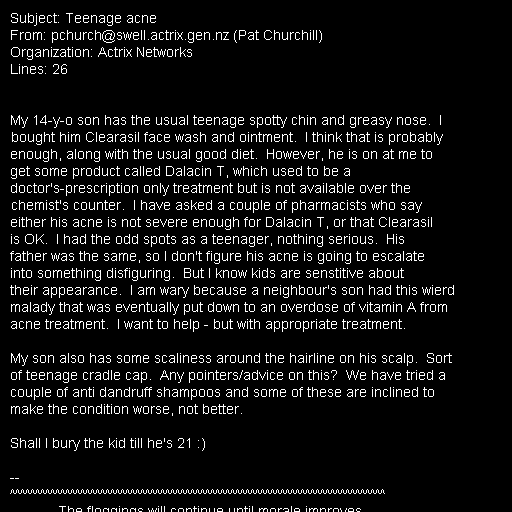 Subject: Teenage acne
From: pchurch@swell.actrix.gen.nz (Pat Churchill)
Organization: Actrix Networks
Lines: 26

My 14-y-o son has the usual teenage spotty chin and greasy nose.  I
bought him Clearasil face wash and ointment.  I think that is probably
enough, along with the usual good diet.  However, he is on at me to
get some product called Dalacin T, which used to be a
doctor's-prescription only treatment but is not available over the
chemist's counter.  I have asked a couple of pharmacists who say
either his acne is not severe enough for Dalacin T, or that Clearasil
is OK.  I had the odd spots as a teenager, nothing serious.  His
father was the same, so I don't figure his acne is going to escalate
into something disfiguring.  But I know kids are senstitive about
their appearance.  I am wary because a neighbour's son had this wierd
malady that was eventually put down to an overdose of vitamin A from
acne treatment.  I want to help - but with appropriate treatment.

My son also has some scaliness around the hairline on his scalp.  Sort
of teenage cradle cap.  Any pointers/advice on this?  We have tried a
couple of anti dandruff shampoos and some of these are inclined to
make the condition worse, not better.

Shall I bury the kid till he's 21 :)

--
^^^^^^^^^^^^^^^^^^^^^^^^^^^^^^^^^^^^^^^^^^^^^^^^^^^^^^^^^^^^^^^^^^^^^^^^^^^
The floggings will continue until morale improves